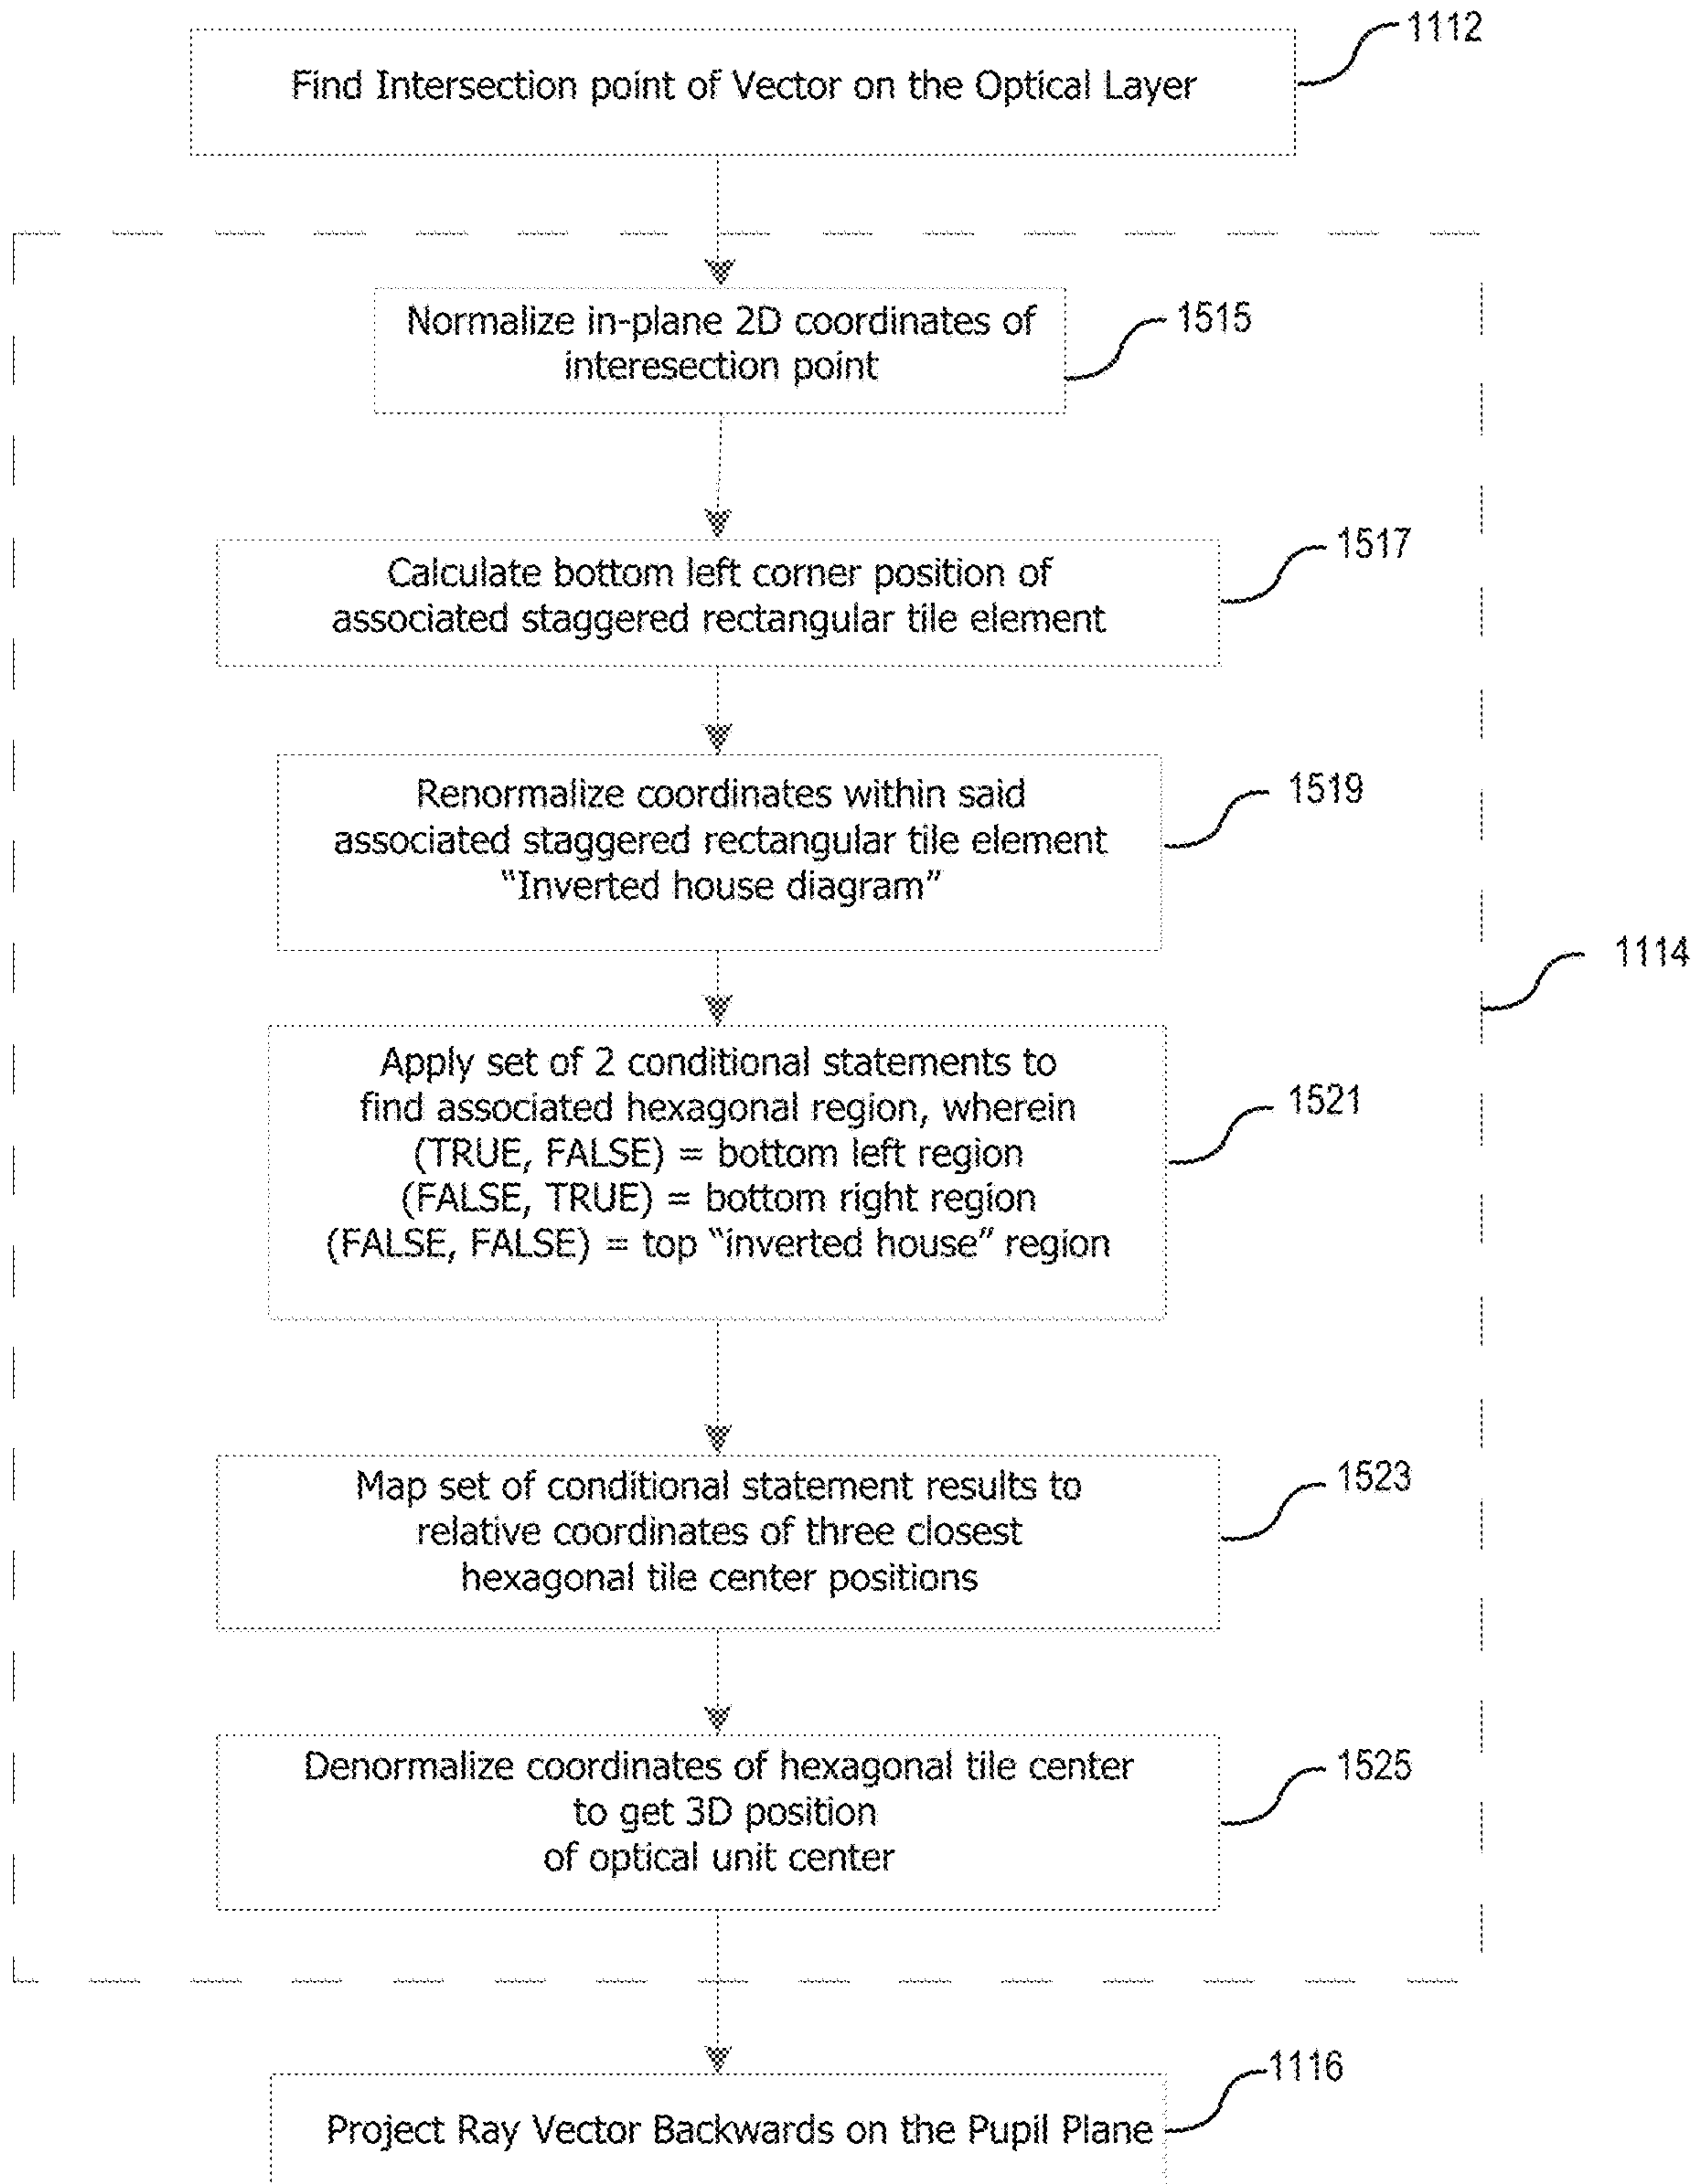 1112
Find Intersection point of Vector on the Optical Layer
Normalize in-plane 2D coordinates of
interesection point
1515
Calculate bottom left corner position of
associated staggered rectangular tile element
1517
Renormalize coordinates within said
associated staggered rectangular tile element
“Inverted house diagram”
1519
1114
Apply set of 2 conditional statements to
find associated hexagonal region, wherein
(TRUE, FALSE) = bottom left region
(FALSE, TRUE) = bottom right region
(FALSE, FALSE) = top “inverted house” region
1521
Map set of conditional statement results to
relative coordinates of three closest
hexagonal tile center positions
1523
Denormalize coordinates of hexagonal tile center
to get 3D position
of optical unit center
1525
1116
Project Ray Vector Backwards on the Pupil Plane